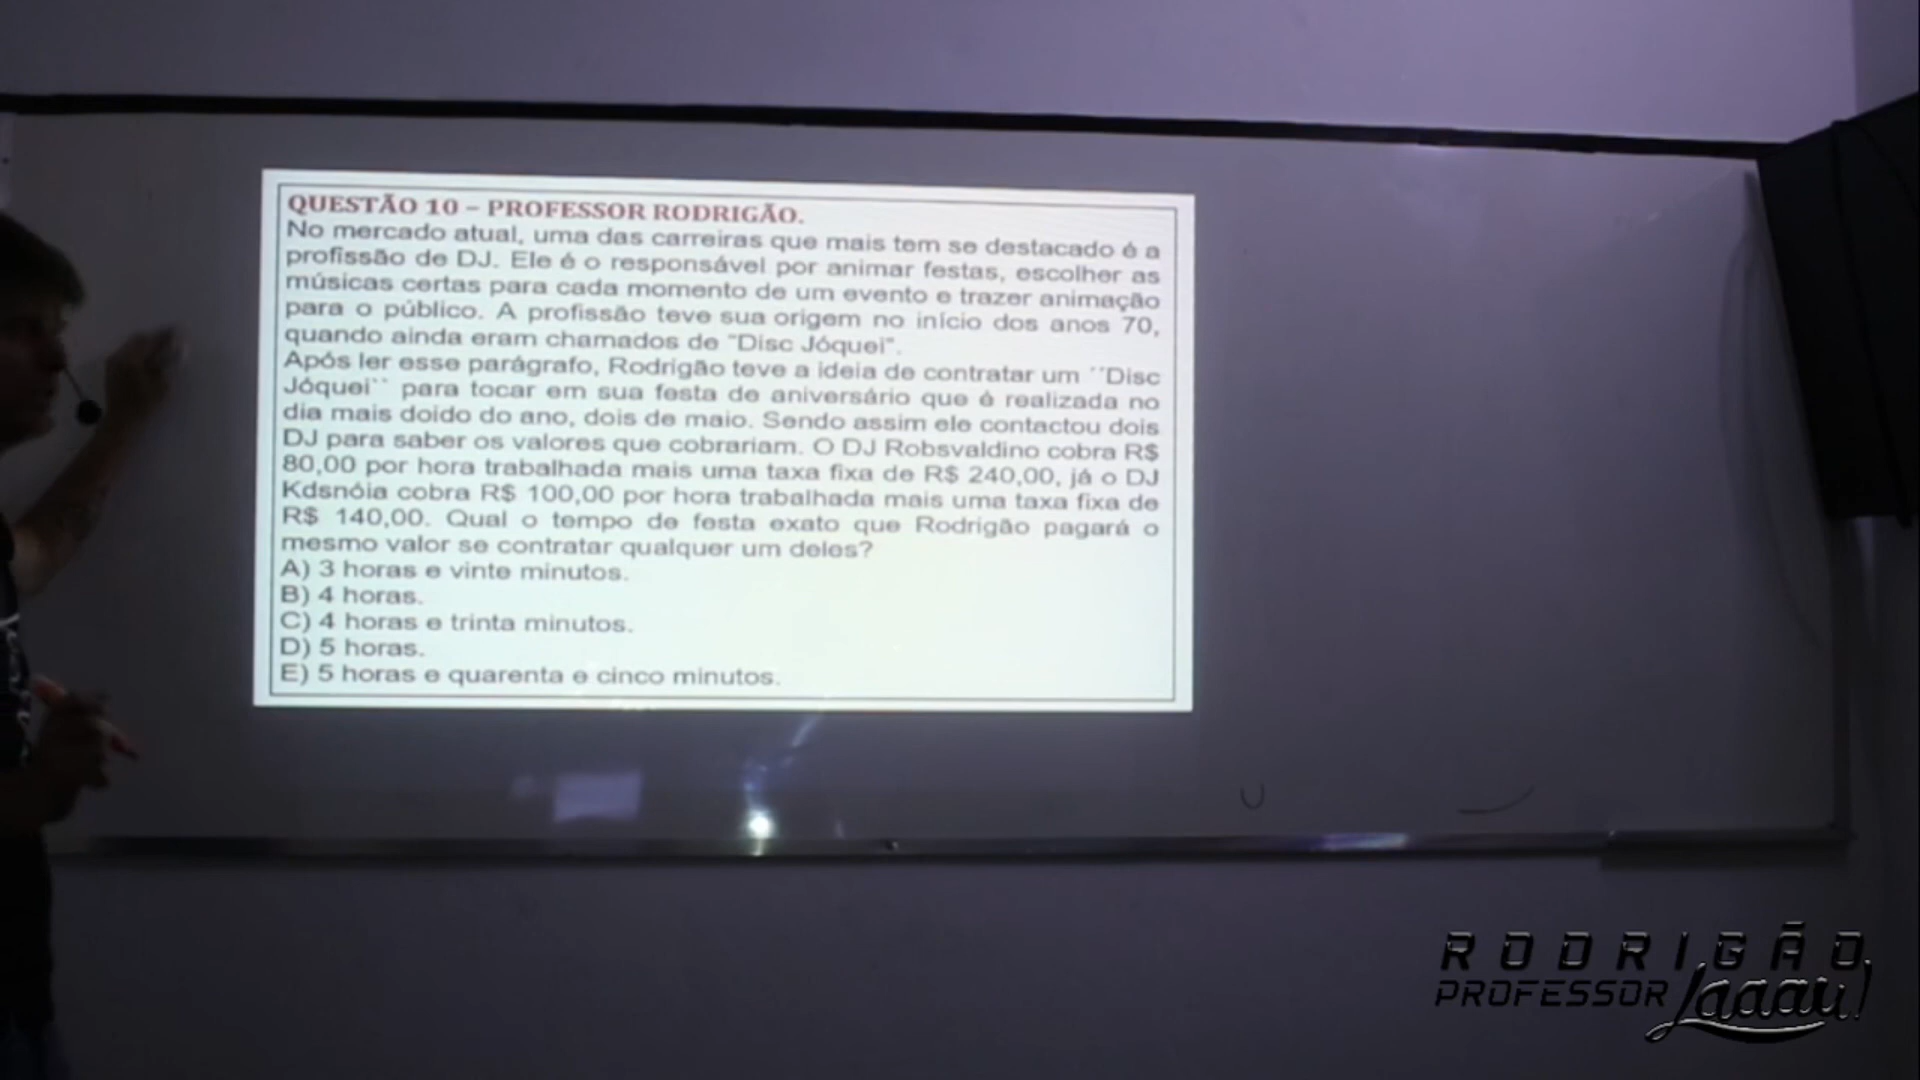 QUESTÃO 10 – PROFESSOR RODRIGÃO.
No mercado atual, uma das carreiras que mais tem se destacado é a
profissão de DJ. Ele é o responsável por animar festas, escolher as
músicas certas para cada momento de um evento e trazer animação
para o público. A profissão teve sua origem no início dos anos 70,
quando ainda eram chamados de "Disc Jóquei".
Após ler esse parágrafo, Rodrigão teve a ideia de contratar um ´´Disc
Jóquei`` para tocar em sua festa de aniversário que é realizada no
dia mais doido do ano, dois de maio. Sendo assim ele contactou dois
DJ para saber os valores que cobrariam. O DJ Robsvaldino cobra R$
80,00 por hora trabalhada mais uma taxa fixa de R$ 240,00, já o DJ
Kdsnóia cobra R$ 100,00 por hora trabalhada mais uma taxa fixa de
R$ 140,00. Qual o tempo de festa exato que Rodrigão pagará o
mesmo valor se contratar qualquer um deles?
A) 3 horas e vinte minutos.
B) 4 horas.
C) 4 horas e trinta minutos.
D) 5 horas.
E) 5 horas e quarenta e cinco minutos.
RODRIGÃO
PROFESSOR Laaau!